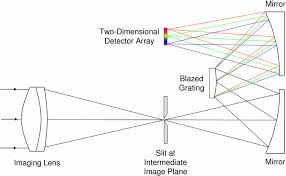 Mirror
Two-Dimensional
Detector Array
Blazed
Grating
Imaging Lens
Slit at
Intermediate
Image Plane
Mirror